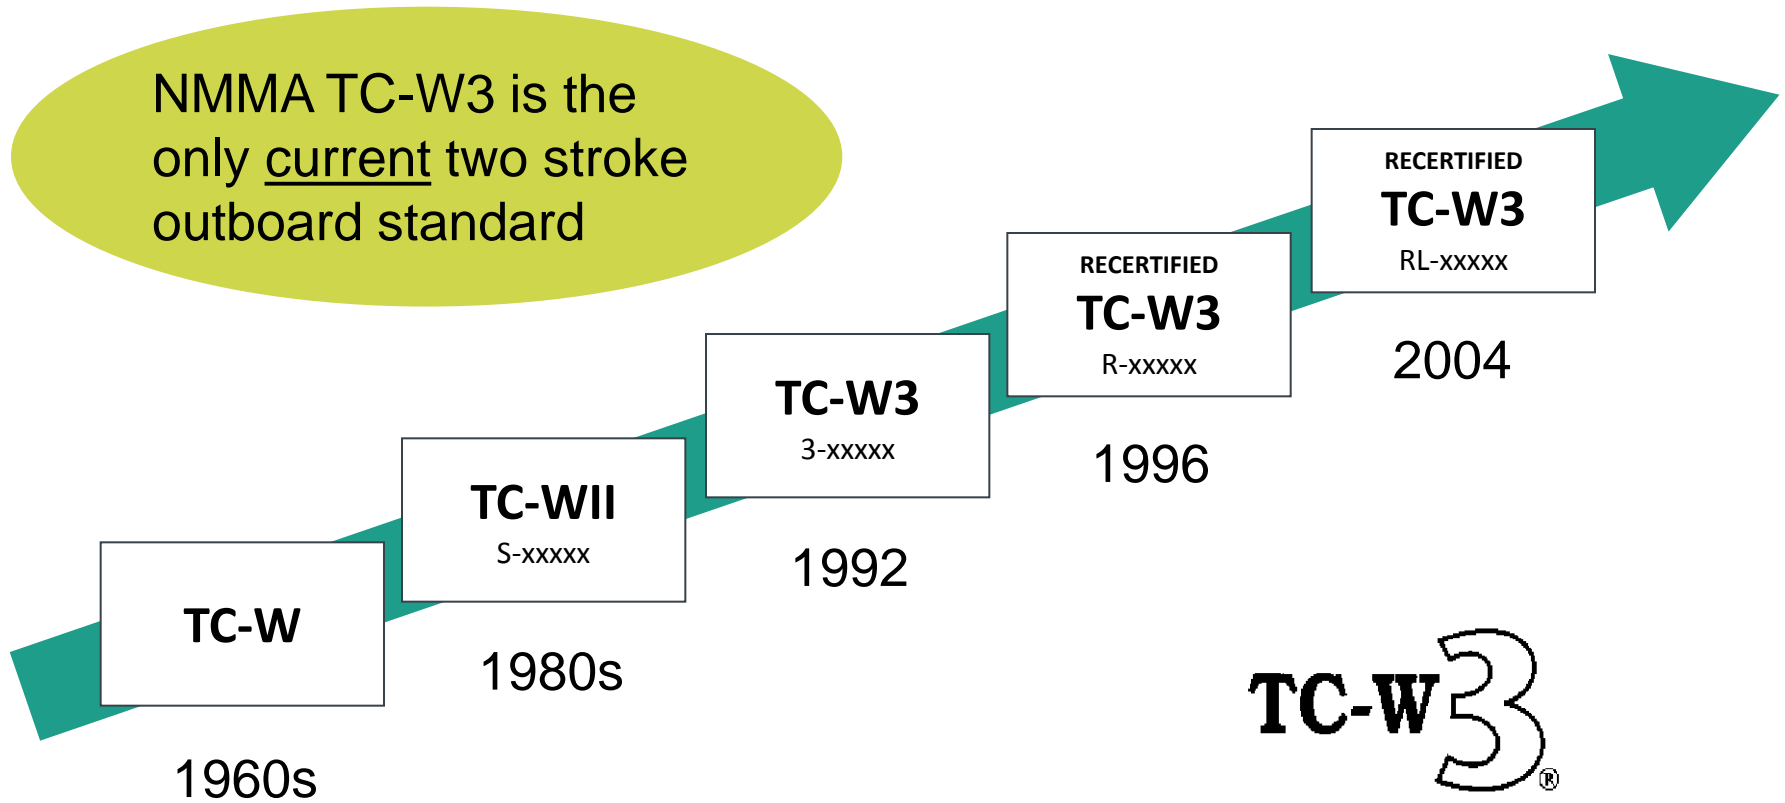 NMMA TC-W3 is the
only current two stroke
outboard standard
TC-W
1960s
TC-WII
S-xxxxx
1980s
TC-W3
3-xxxxx
1992
RECERTIFIED
TC-W3
R-xxxxx
1996
RECERTIFIED
TC-W3
RL-xxxxx
2004
TC-W3®